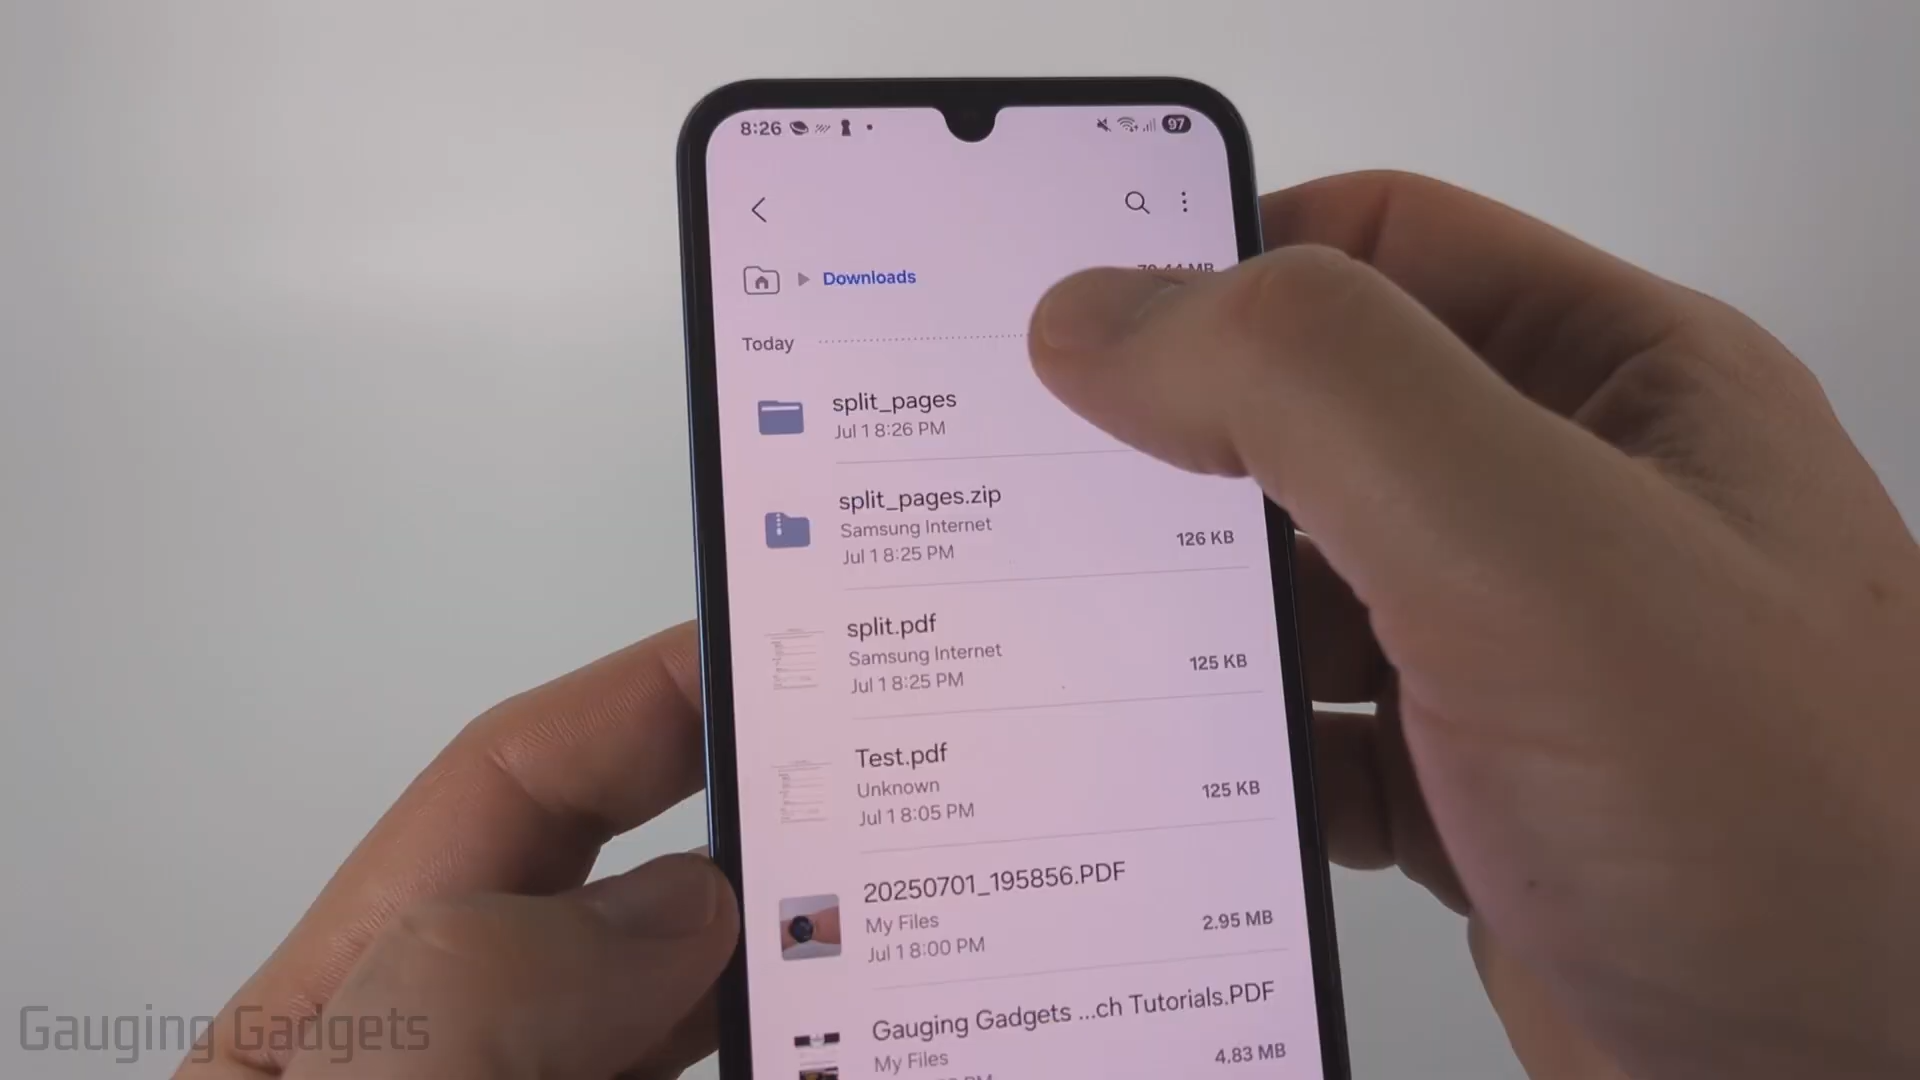 8:26
97
Downloads
Today
split_pages
Jul 1 8:26 PM
split_pages.zip
Samsung Internet
Jul 1 8:25 PM
126 KB
split.pdf
Samsung Internet
Jul 1 8:25 PM
125 KB
Test.pdf
Unknown
Jul 1 8:05 PM
125 KB
20250701_195856.PDF
My Files
Jul 1 8:00 PM
2.95 MB
Gauging Gadgets ...ch Tutorials.PDF
My Files
4.83 MB
Gauging Gadgets